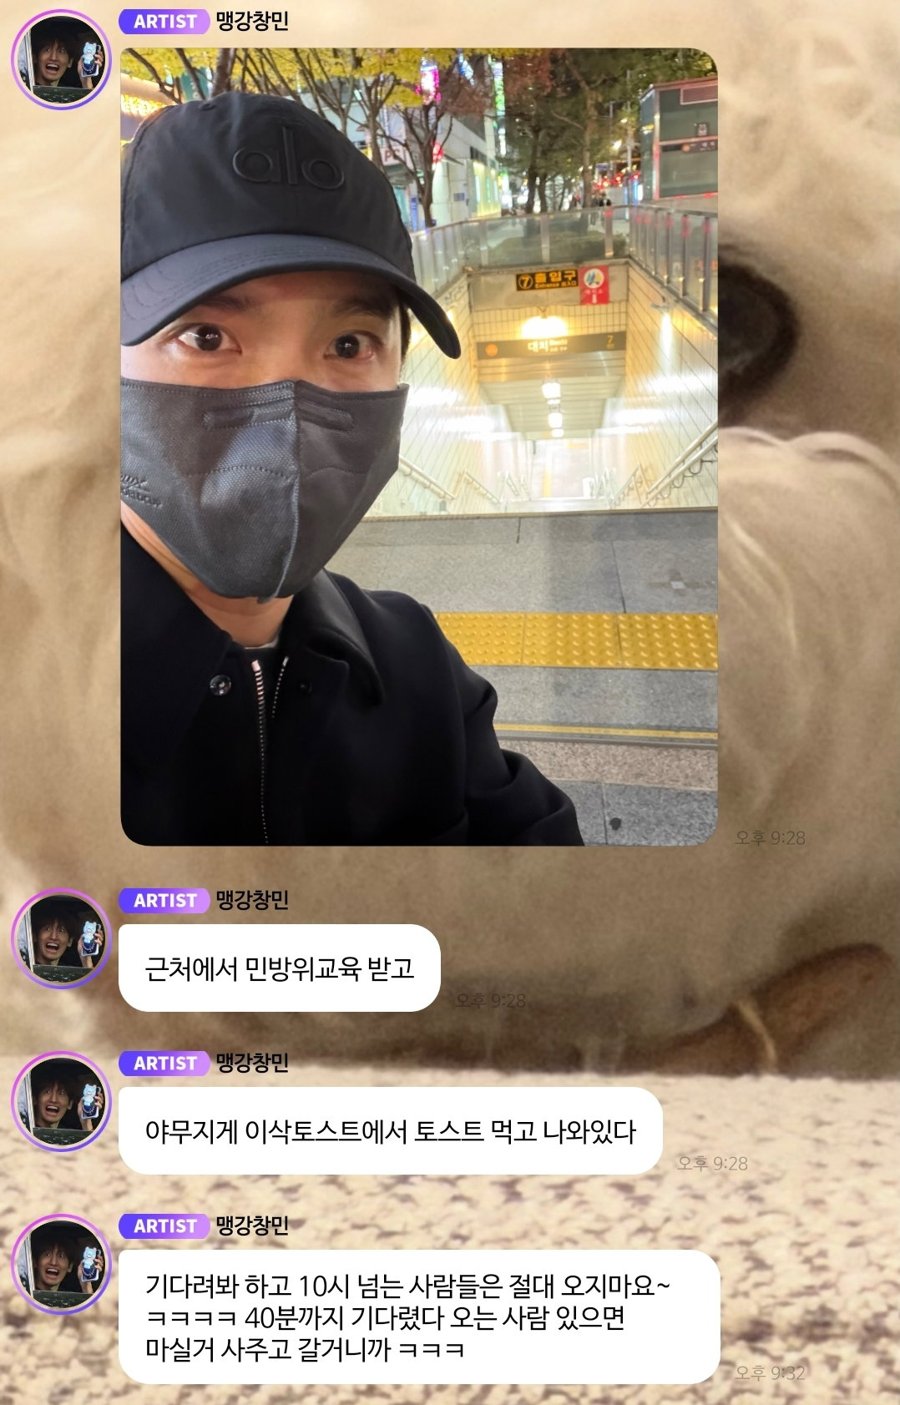 ARTIST 맹강창민
alo
⑦ 출입구
대치
7
오후 9:28
ARTIST 맹강창민
근처에서 민방위교육 받고
오후 9:28
ARTIST 맹강창민
야무지게 이삭토스트에서 토스트 먹고 나와있다
오후 9:28
ARTIST 맹강창민
기다려봐 하고 10시 넘는 사람들은 절대 오지마요~
ㅋㅋㅋㅋ 40분까지 기다렸다 오는 사람 있으면
마실거 사주고 갈거니까 ㅋㅋㅋ
오후 9:32